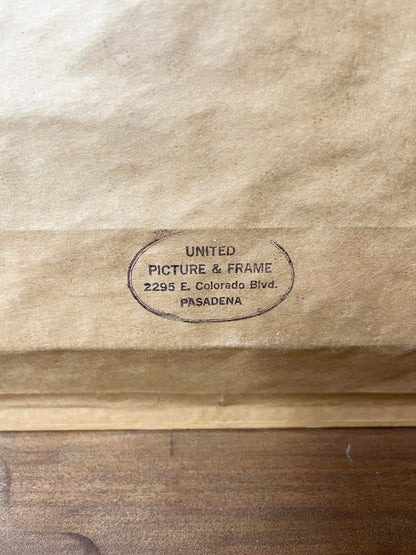 UNITED
PICTURE & FRAME
2295 E. Colorado Blvd.
PASADENA